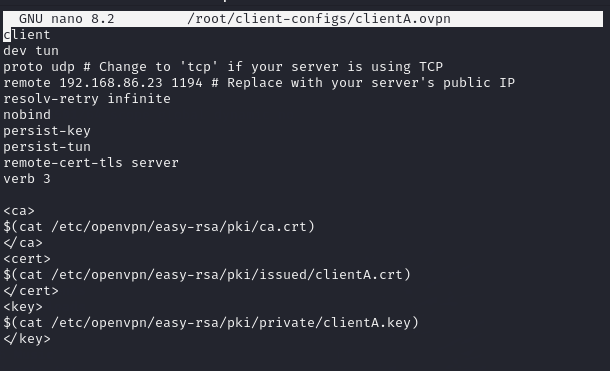 GNU nano 8.2 /root/client-configs/clientA.ovpn
client
dev tun
proto udp # Change to 'tcp' if your server is using TCP
remote 192.168.86.23 1194 # Replace with your server's public IP
resolv-retry infinite
nobind
persist-key
persist-tun
remote-cert-tls server
verb 3

<ca>
$(cat /etc/openvpn/easy-rsa/pki/ca.crt)
</ca>
<cert>
$(cat /etc/openvpn/easy-rsa/pki/issued/clientA.crt)
</cert>
<key>
$(cat /etc/openvpn/easy-rsa/pki/private/clientA.key)
</key>